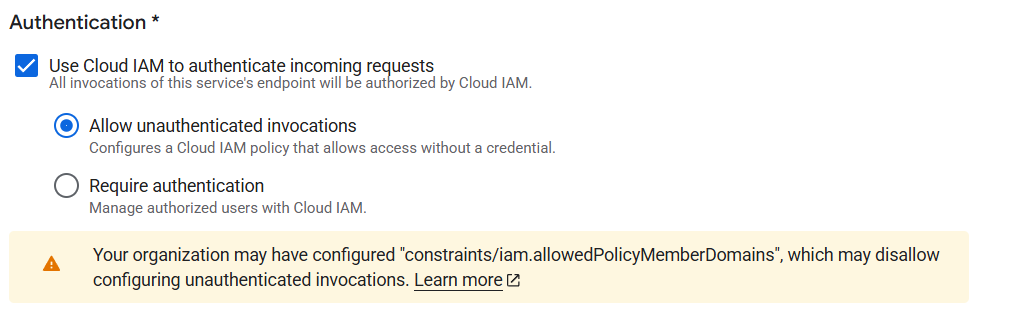 Authentication *
Use Cloud IAM to authenticate incoming requests
All invocations of this service's endpoint will be authorized by Cloud IAM.
Allow unauthenticated invocations
Configures a Cloud IAM policy that allows access without a credential.
Require authentication
Manage authorized users with Cloud IAM.
Your organization may have configured "constraints/iam.allowedPolicyMemberDomains", which may disallow
configuring unauthenticated invocations. Learn more